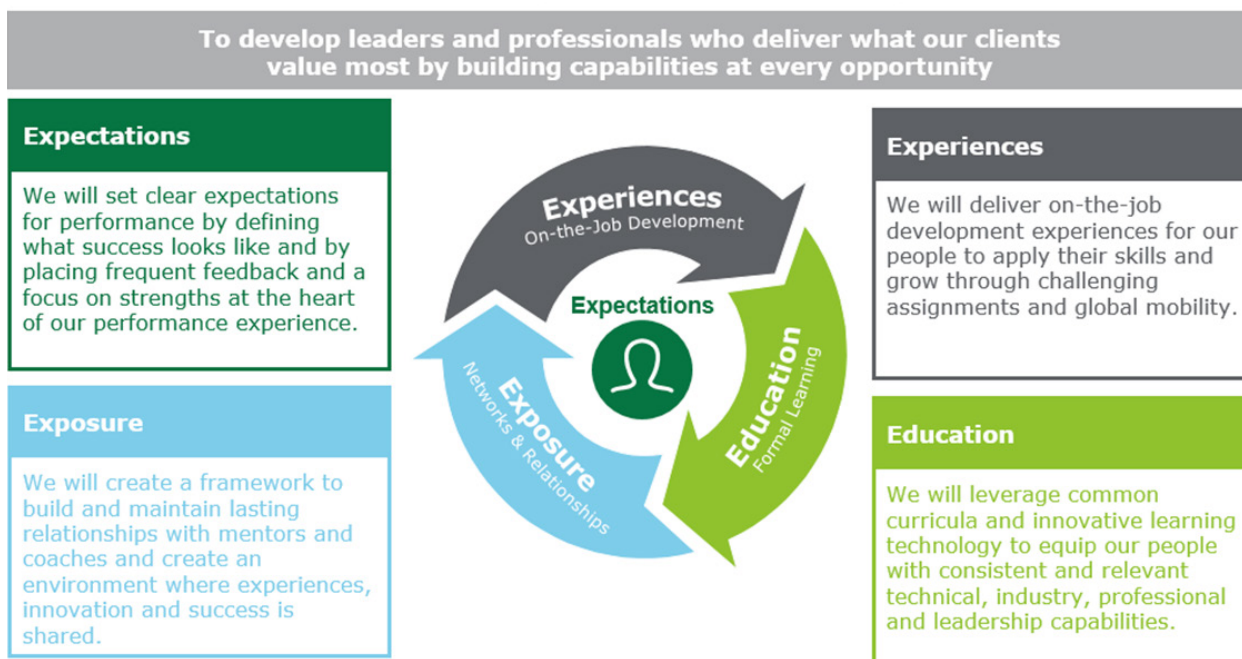 To develop leaders and professionals who deliver what our clients
value most by building capabilities at every opportunity
Expectations
We will set clear expectations
for performance by defining
what success looks like and by
placing frequent feedback and a
focus on strengths at the heart
of our performance experience.
Exposure
We will create a framework to
build and maintain lasting
relationships with mentors and
coaches and create an
environment where experiences,
innovation and success is
shared.
Experiences
On-the-Job Development
Expectations
Education
Formal Learning
Exposure
Networks & Relationships
Experiences
We will deliver on-the-job
development experiences for our
people to apply their skills and
grow through challenging
assignments and global mobility.
Education
We will leverage common
curricula and innovative learning
technology to equip our people
with consistent and relevant
technical, industry, professional
and leadership capabilities.